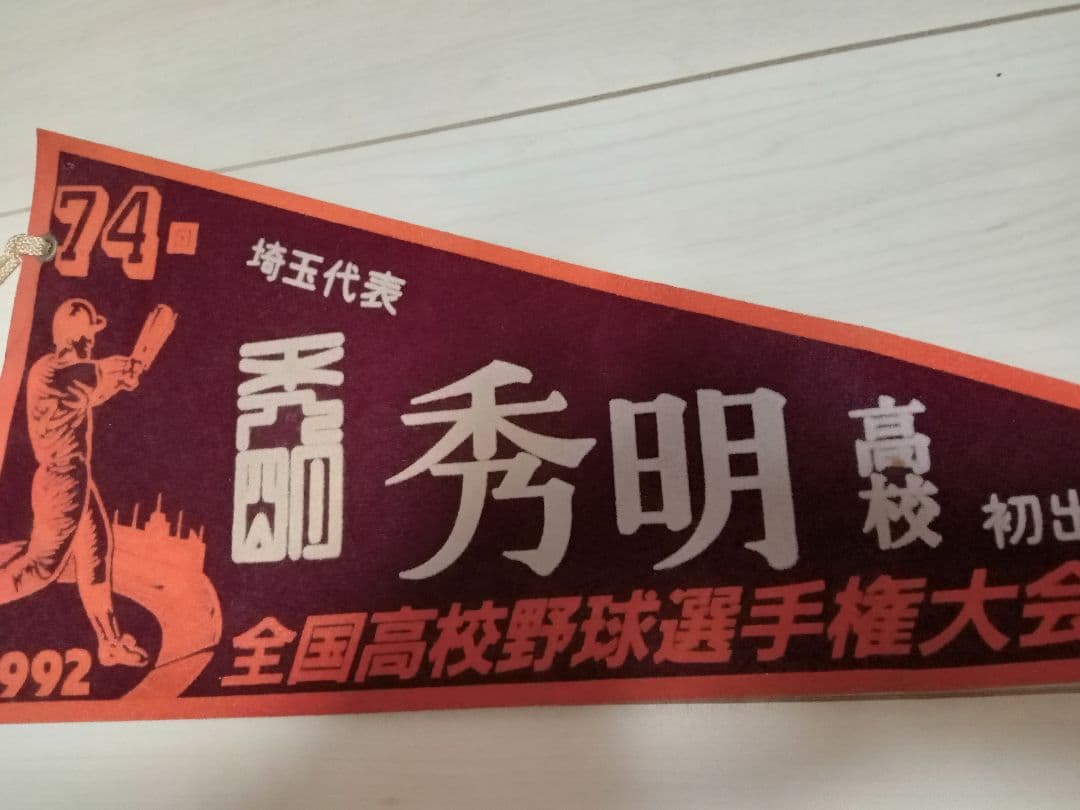 74回
埼玉代表
秀明
秀明
高校
初出
全国高校野球選手権大会
1992